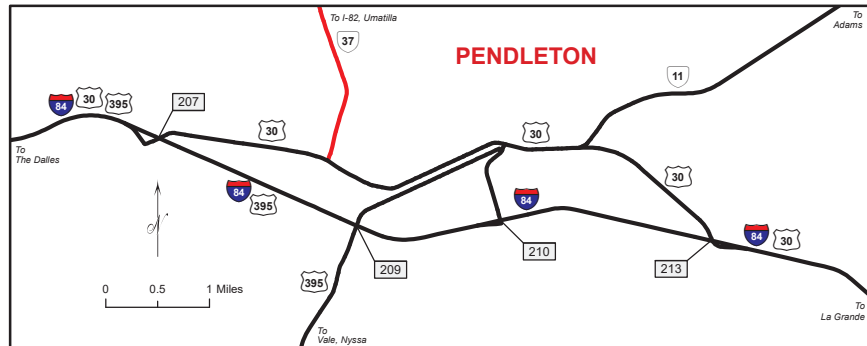 To I-82, Umatilla
To
Adams
37
PENDLETON
11
84
30
395
207
30
30
To
The Dalles
30
84
395
84
84
30
N
210
209
213
0
0.5
1 Miles
395
To
La Grande
To
Vale, Nyssa